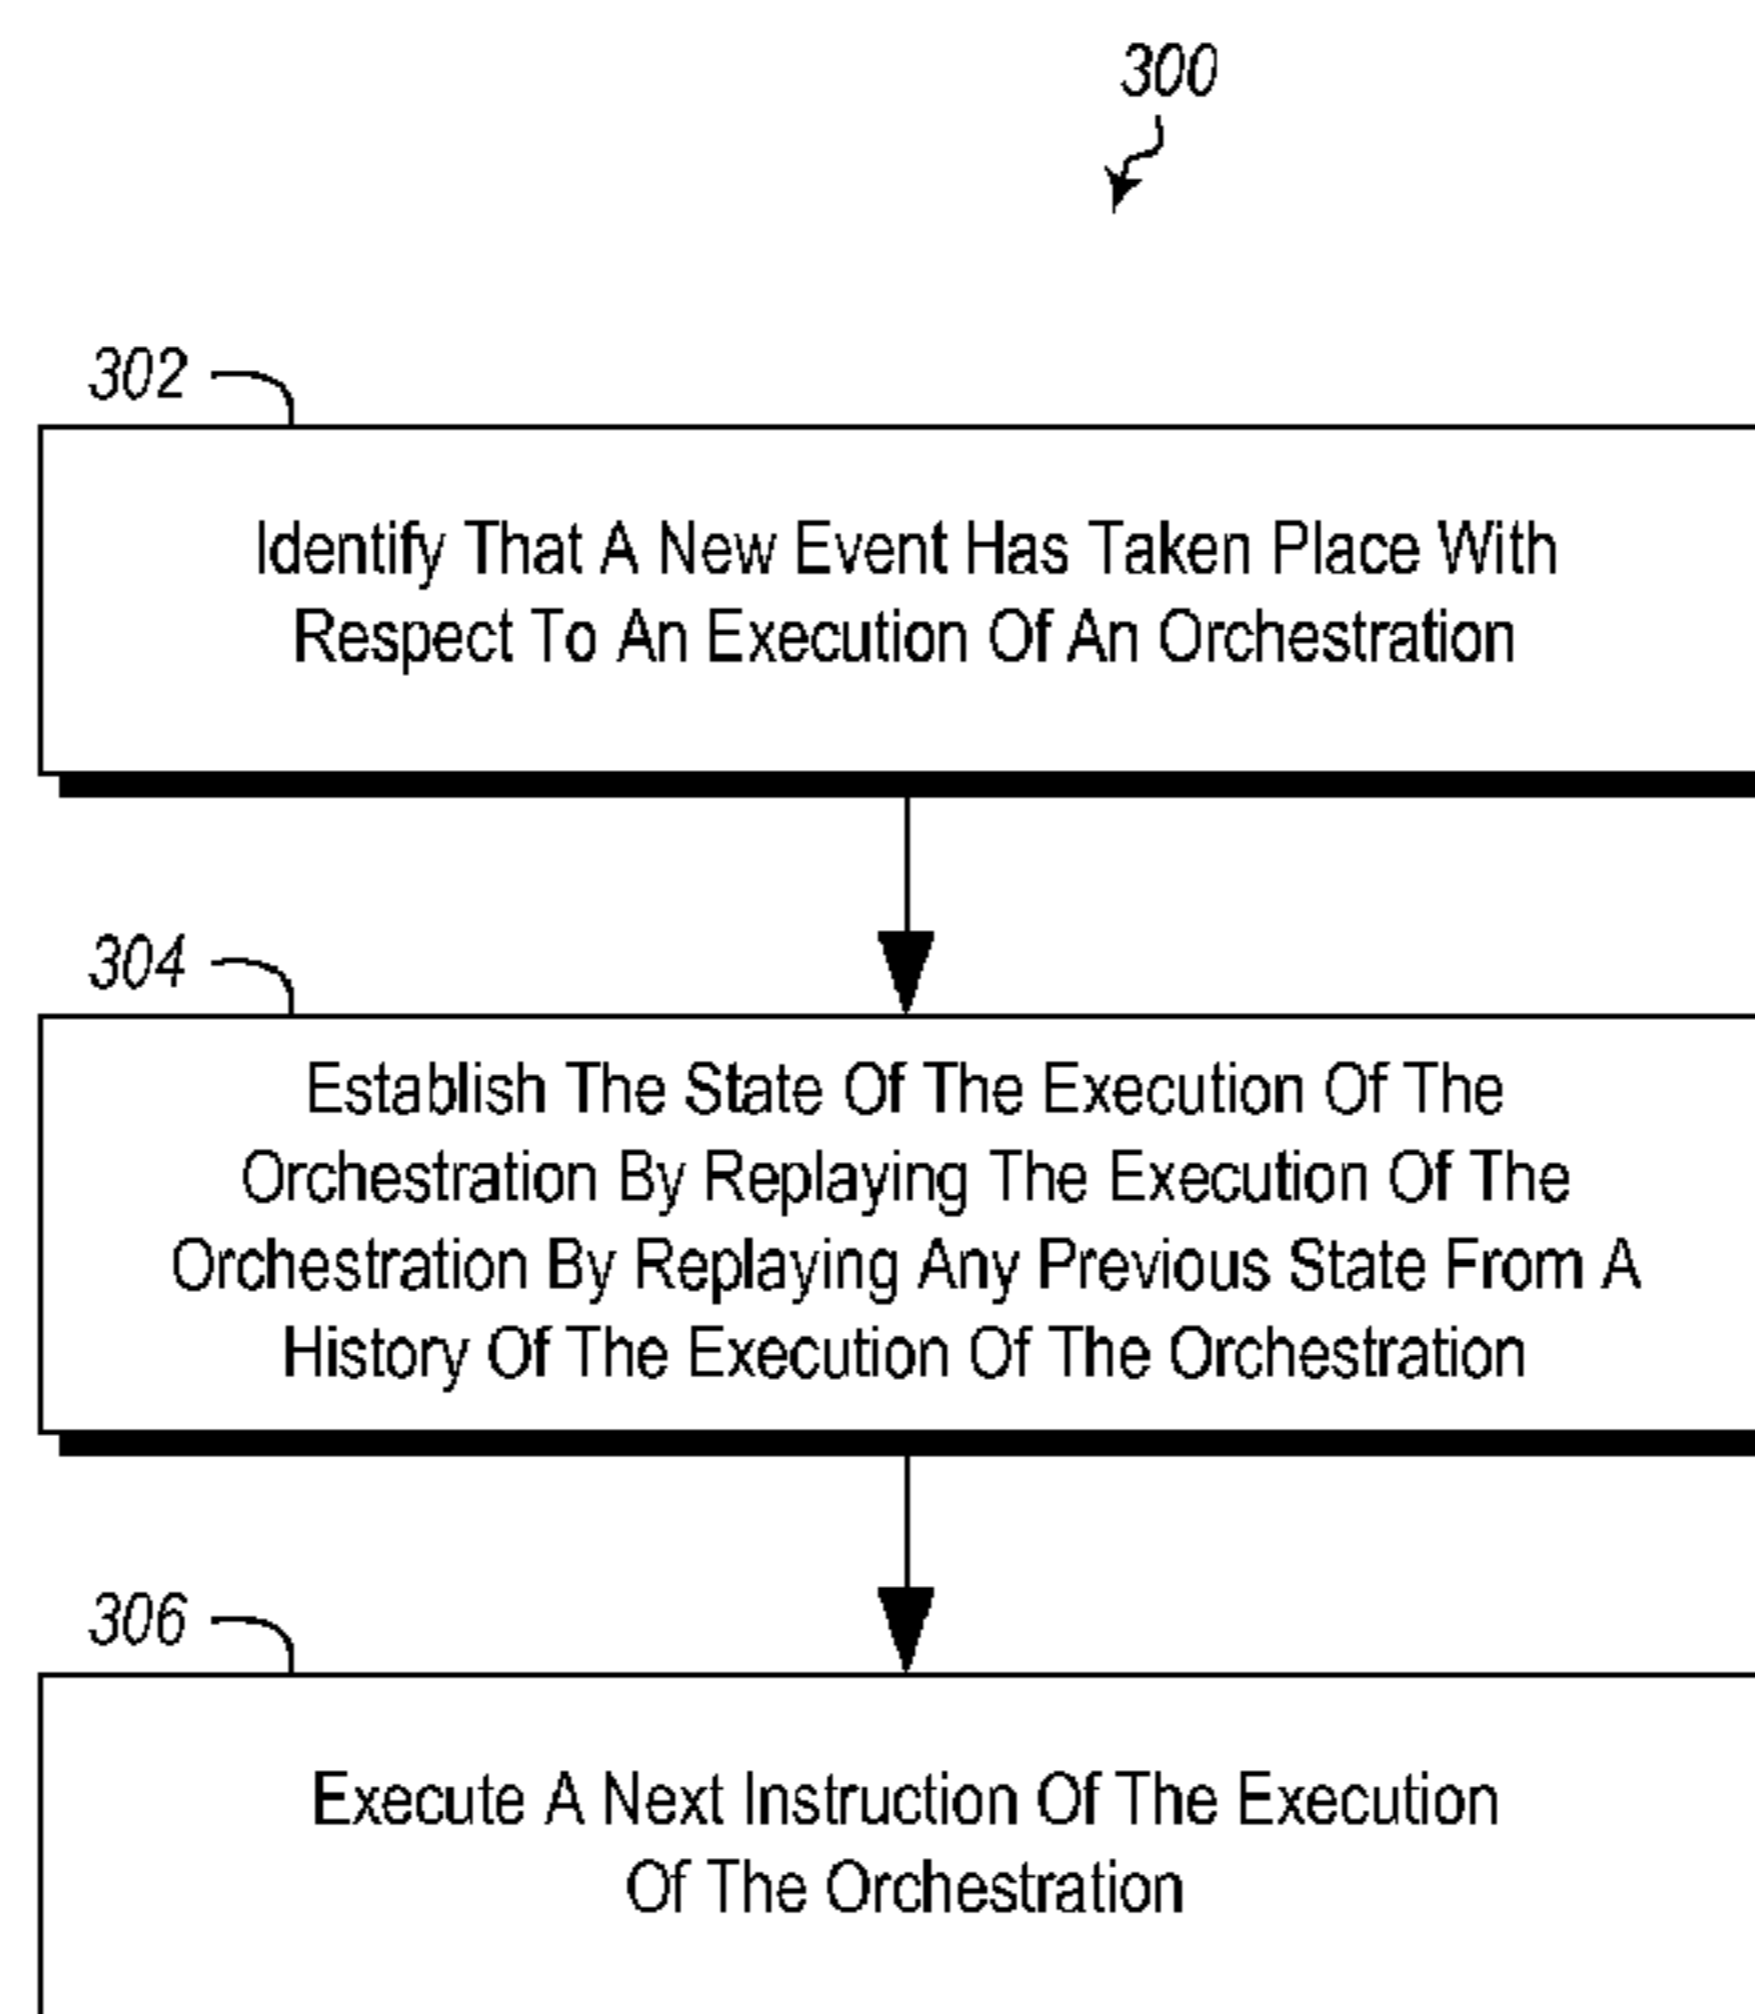 300
302
Identify That A New Event Has Taken Place With
Respect To An Execution Of An Orchestration
304
Establish The State Of The Execution Of The
Orchestration By Replaying The Execution Of The
Orchestration By Replaying Any Previous State From A
History Of The Execution Of The Orchestration
306
Execute A Next Instruction Of The Execution
Of The Orchestration